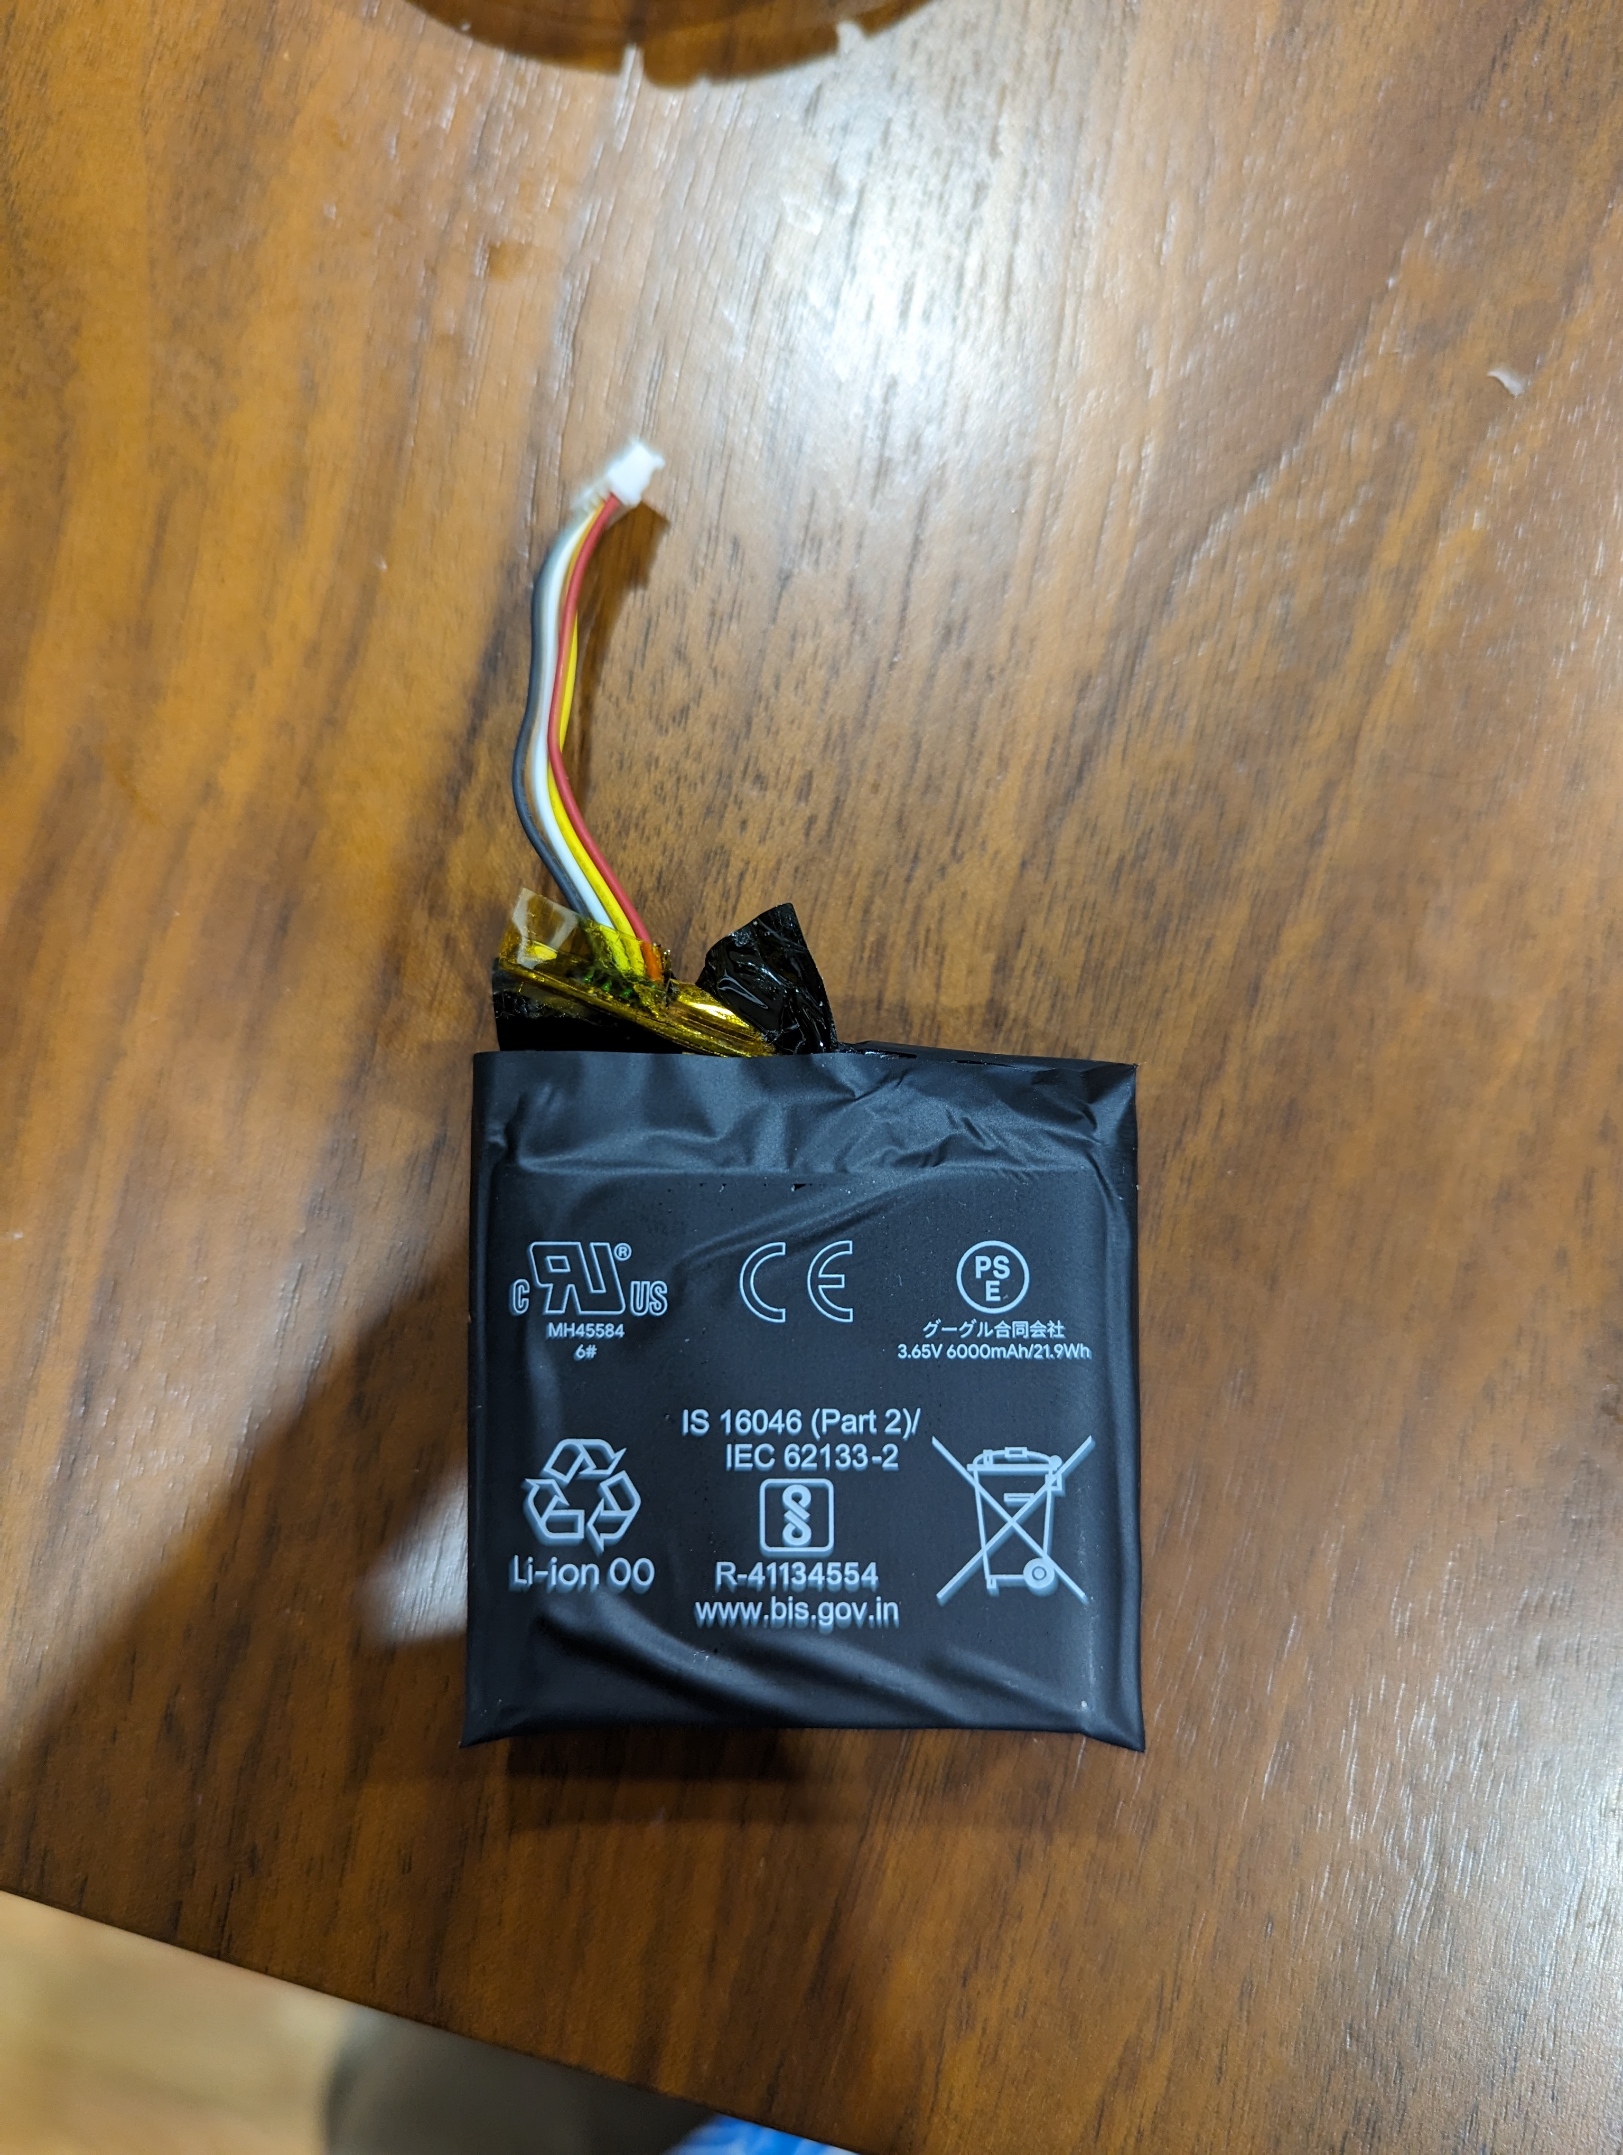 c RU ® US
MH45584
6#
CE
PS
E
グーグル合同会社
3.65V 6000mAh/21.9Wh
Li-ion 00
IS 16046 (Part 2)/
IEC 62133-2
R-41134554
www.bis.gov.in